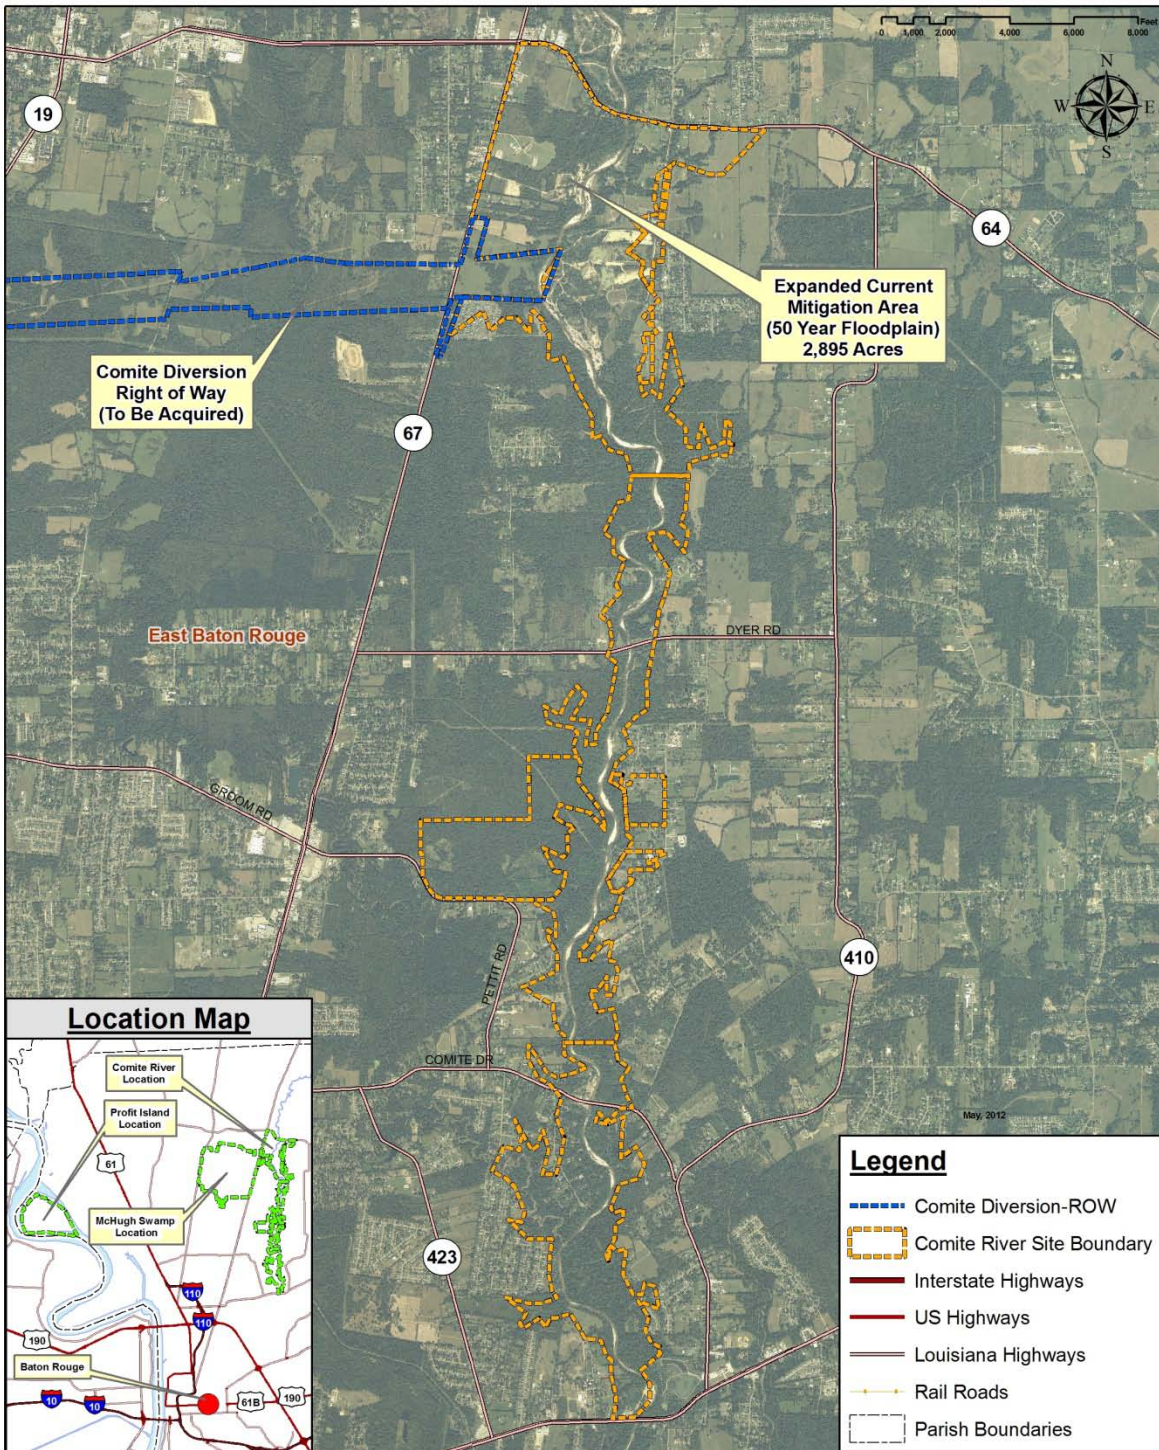 Feet
0 1,000 2,000 4,000 6,000 8,000
N
W E
S
19
64
Expanded Current
Mitigation Area
(50 Year Floodplain)
2,895 Acres
Comite Diversion
Right of Way
(To Be Acquired)
67
East Baton Rouge
DYER RD
GROOM RD
PETTIT RD
410
COMITE DR
May, 2012
423
Location Map
Comite River
Location
Profit Island
Location
61
McHugh Swamp
Location
110
110
190
Baton Rouge
10
10
61B
190
Legend
Comite Diversion-ROW
Comite River Site Boundary
Interstate Highways
US Highways
Louisiana Highways
Rail Roads
Parish Boundaries